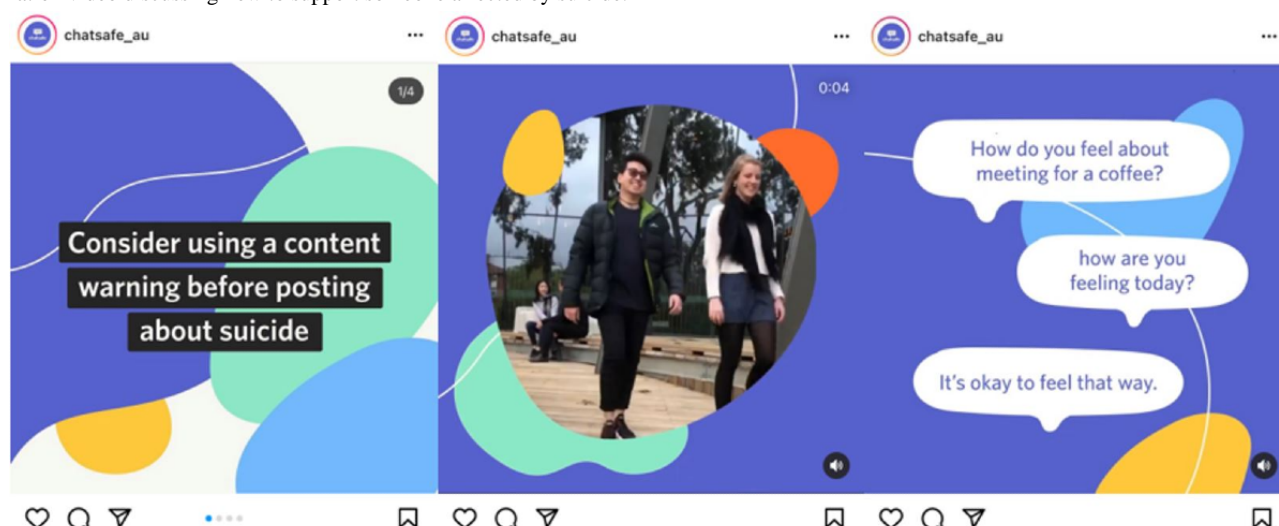 chatsafe_au
1/4
Consider using a content
warning before posting
about suicide
chatsafe_au
0:04
chatsafe_au
How do you feel about
meeting for a coffee?
how are you
feeling today?
It's okay to feel that way.